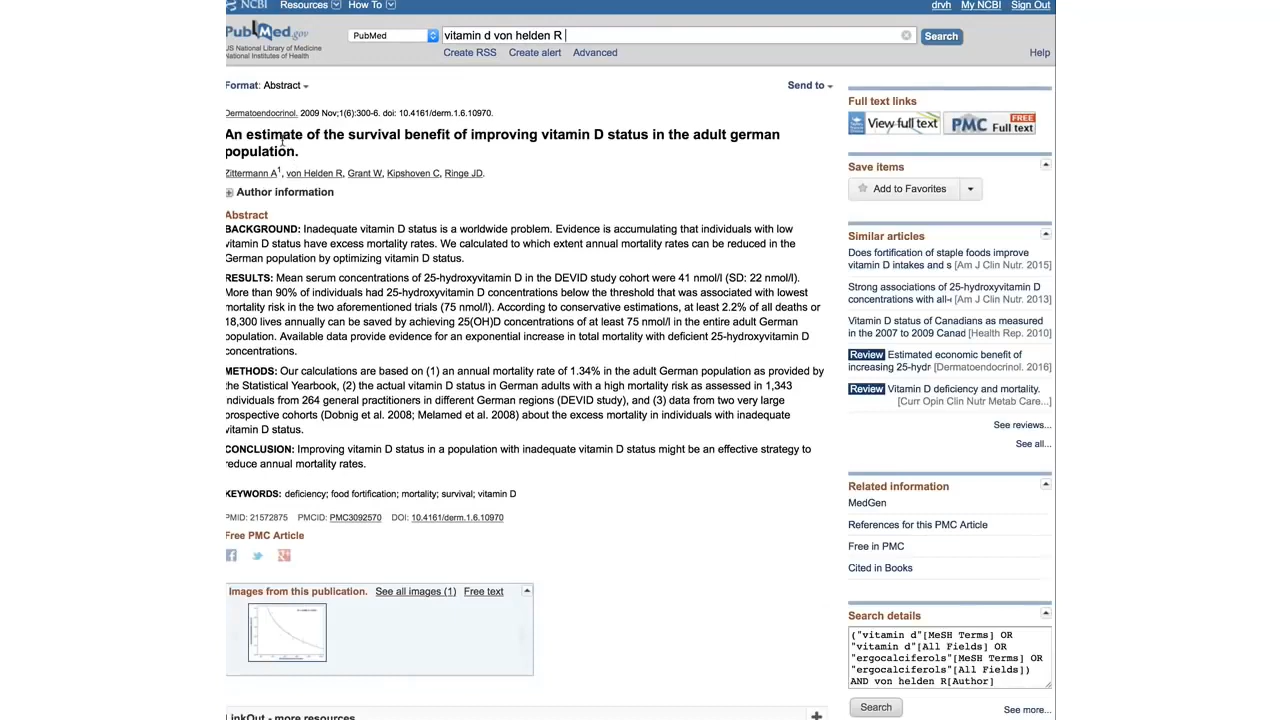 NCBI Resources How To drvh My NCBI Sign Out
PubMed.gov PubMed vitamin d von helden R Search
US National Library of Medicine
National Institutes of Health
Create RSS Create alert Advanced Help
Format: Abstract Send to
Dermatoendocrinol. 2009 Nov;1(6):300-6. doi: 10.4161/derm.1.6.10970.
An estimate of the survival benefit of improving vitamin D status in the adult german
population.
Zittermann A1, von Helden R, Grant W, Kipshoven C, Ringe JD.
Author information
Abstract
BACKGROUND: Inadequate vitamin D status is a worldwide problem. Evidence is accumulating that individuals with low
vitamin D status have excess mortality rates. We calculated to which extent annual mortality rates can be reduced in the
German population by optimizing vitamin D status.
RESULTS: Mean serum concentrations of 25-hydroxyvitamin D in the DEVID study cohort were 41 nmol/l (SD: 22 nmol/l).
More than 90% of individuals had 25-hydroxyvitamin D concentrations below the threshold that was associated with lowest
mortality risk in the two aforementioned trials (75 nmol/l). According to conservative estimations, at least 2.2% of all deaths or
18,300 lives annually can be saved by achieving 25(OH)D concentrations of at least 75 nmol/l in the entire adult German
population. Available data provide evidence for an exponential increase in total mortality with deficient 25-hydroxyvitamin D
concentrations.
METHODS: Our calculations are based on (1) an annual mortality rate of 1.34% in the adult German population as provided by
the Statistical Yearbook, (2) the actual vitamin D status in German adults with a high mortality risk as assessed in 1,343
individuals from 264 general practitioners in different German regions (DEVID study), and (3) data from two very large
prospective cohorts (Dobnig et al. 2008; Melamed et al. 2008) about the excess mortality in individuals with inadequate
vitamin D status.
CONCLUSION: Improving vitamin D status in a population with inadequate vitamin D status might be an effective strategy to
reduce annual mortality rates.
KEYWORDS: deficiency; food fortification; mortality; survival; vitamin D
PMID: 21572875 PMCID: PMC3092570 DOI: 10.4161/derm.1.6.10970
Free PMC Article
Images from this publication. See all images (1) Free text
LinkOut - more resources
Full text links
View full text PMC FREE Full text
Save items
Add to Favorites
Similar articles
Does fortification of staple foods improve
vitamin D intakes and s [Am J Clin Nutr. 2015]
Strong associations of 25-hydroxyvitamin D
concentrations with all- [Am J Clin Nutr. 2013]
Vitamin D status of Canadians as measured
in the 2007 to 2009 Canad [Health Rep. 2010]
Review Estimated economic benefit of
increasing 25-hydr [Dermatoendocrinol. 2016]
Review Vitamin D deficiency and mortality.
[Curr Opin Clin Nutr Metab Care...]
See reviews...
See all...
Related information
MedGen
References for this PMC Article
Free in PMC
Cited in Books
Search details
("vitamin d"[MeSH Terms] OR
"vitamin d"[All Fields] OR
"ergocalciferols"[MeSH Terms] OR
"ergocalciferols"[All Fields])
AND von helden R[Author]
Search See more...